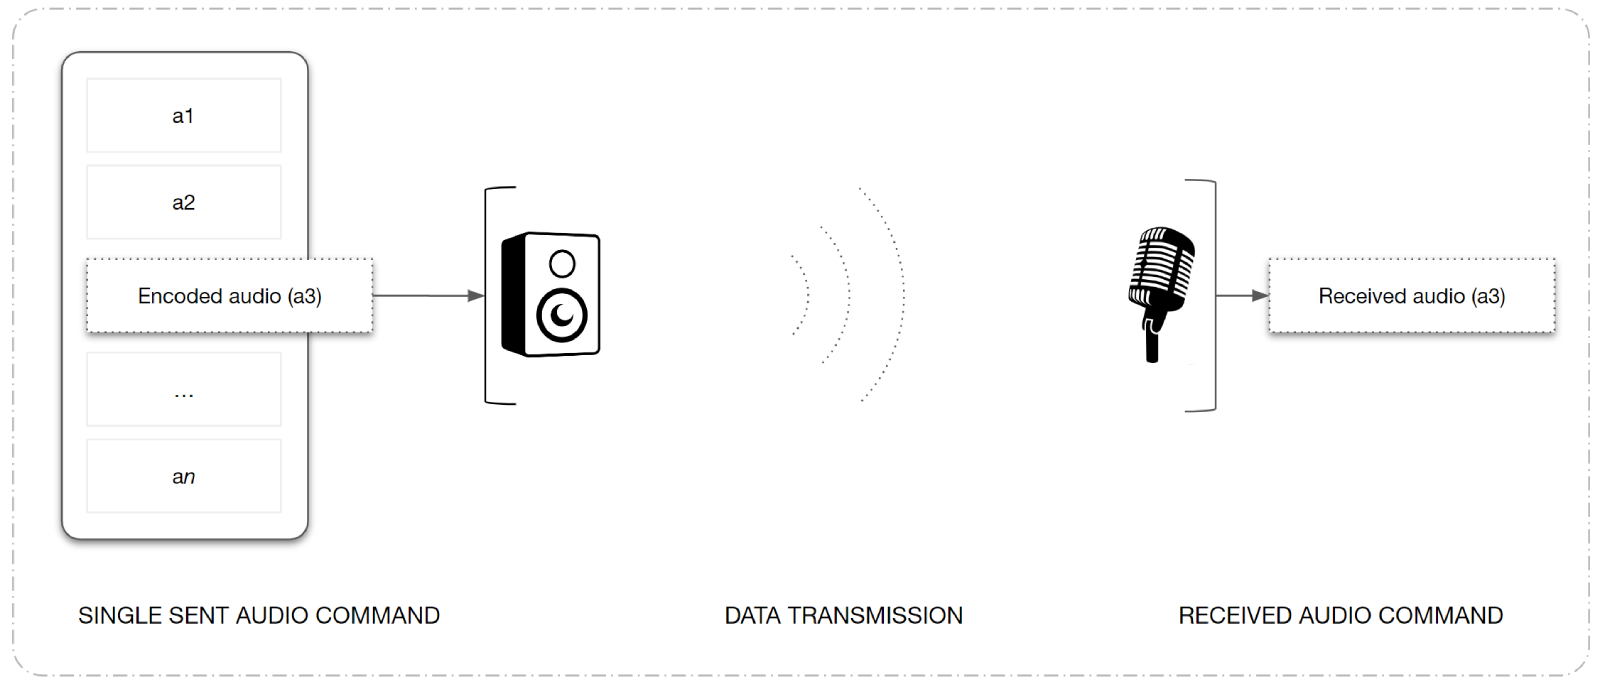 a1
a2
Encoded audio (a3)
...
an
Received audio (a3)
SINGLE SENT AUDIO COMMAND
DATA TRANSMISSION
RECEIVED AUDIO COMMAND